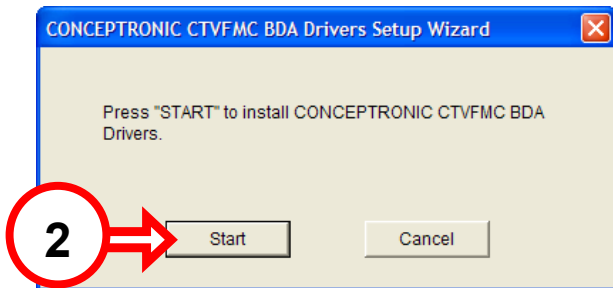 CONCEPTRONIC CTVFMC BDA Drivers Setup Wizard
Press "START" to install CONCEPTRONIC CTVFMC BDA
Drivers.
2
Start
Cancel